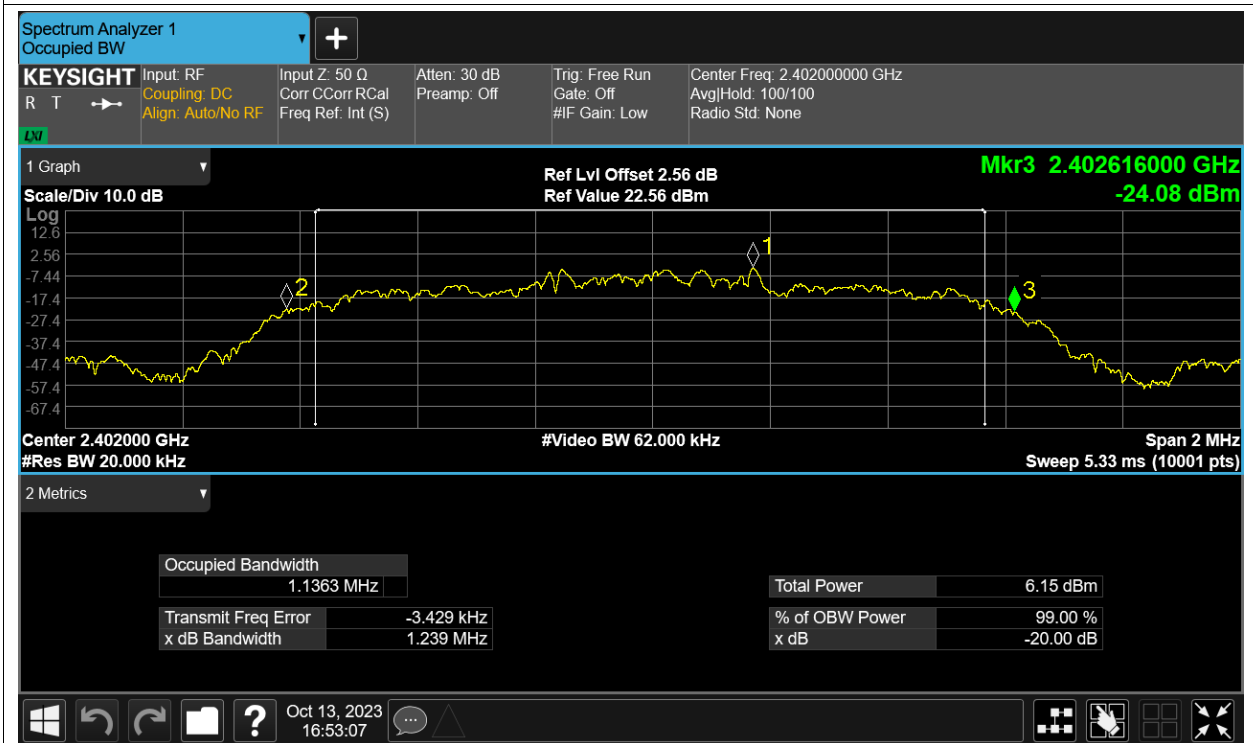 Spectrum Analyzer 1
Occupied BW
KEYSIGHT
R T
LXI
Input: RF
Coupling: DC
Align: Auto/No RF
Input Z: 50 Ω
Corr CCorr RCal
Freq Ref: Int (S)
Atten: 30 dB
Preamp: Off
Trig: Free Run
Gate: Off
#IF Gain: Low
Center Freq: 2.402000000 GHz
Avg|Hold: 100/100
Radio Std: None
1 Graph
Scale/Div 10.0 dB
Ref Lvl Offset 2.56 dB
Ref Value 22.56 dBm
Mkr3 2.402616000 GHz
-24.08 dBm
Log
12.6
2.56
-7.44
-17.4
-27.4
-37.4
-47.4
-57.4
-67.4
1
2
3
Center 2.402000 GHz
#Video BW 62.000 kHz
Span 2 MHz
#Res BW 20.000 kHz
Sweep 5.33 ms (10001 pts)
2 Metrics
Occupied Bandwidth
1.1363 MHz
Total Power 6.15 dBm
Transmit Freq Error -3.429 kHz
% of OBW Power 99.00 %
x dB Bandwidth 1.239 MHz
x dB -20.00 dB
?
Oct 13, 2023
16:53:07